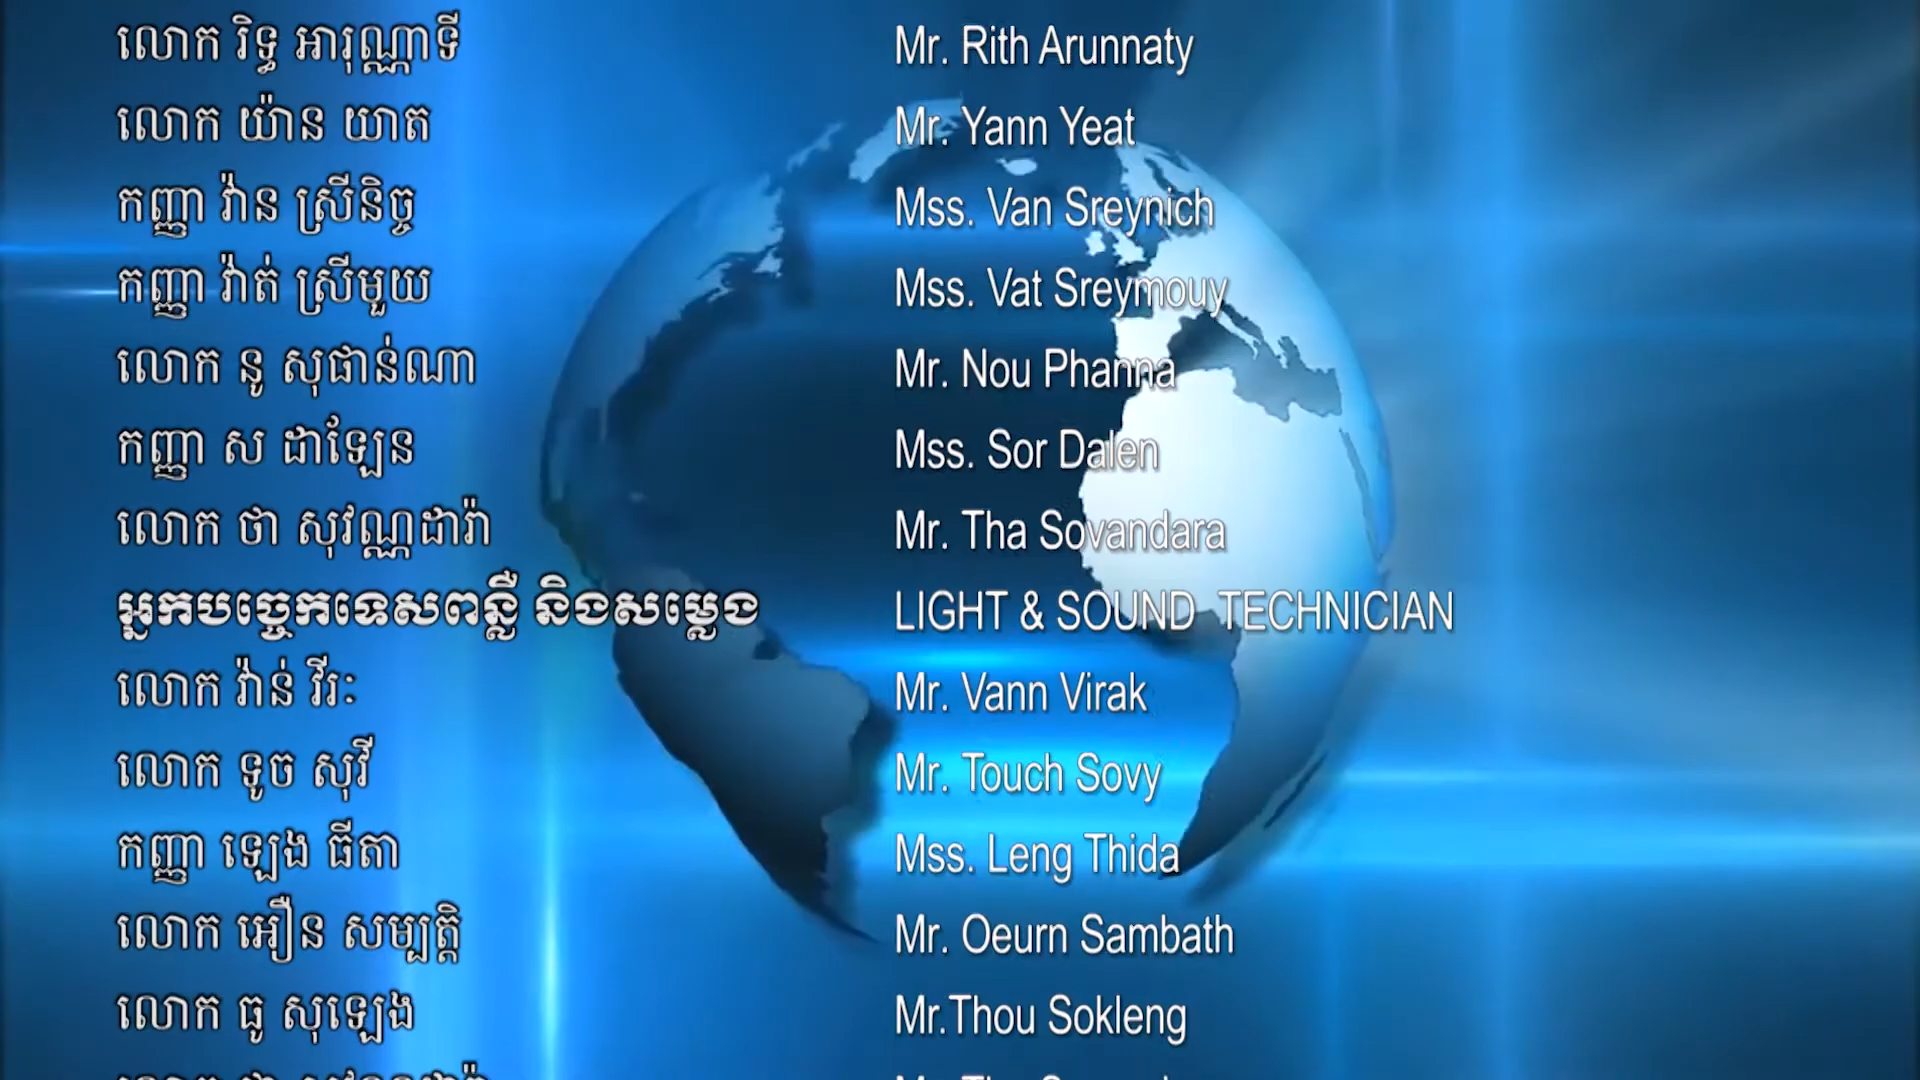 លោក រិទ្ធ អារុណ្ណាទី Mr. Rith Arunnaty
លោក យ៉ាន យាត Mr. Yann Yeat
កញ្ញា វ៉ាន ស្រីនិច្ច Mss. Van Sreynich
កញ្ញា វ៉ាត់ ស្រីមួយ Mss. Vat Sreymouy
លោក នូ សុផាន់ណា Mr. Nou Phanna
កញ្ញា ស ដាឡែន Mss. Sor Dalen
លោក ថា សុវណ្ណដារ៉ា Mr. Tha Sovandara
អ្នកបច្ចេកទេសពន្លឺ និងសម្លេង LIGHT & SOUND TECHNICIAN
លោក វ៉ាន់ វីរៈ Mr. Vann Virak
លោក ទូច សុវី Mr. Touch Sovy
កញ្ញា ឡេង ធីតា Mss. Leng Thida
លោក អឿន សម្បត្តិ Mr. Oeurn Sambath
លោក ធូ សុឡេង Mr.Thou Sokleng